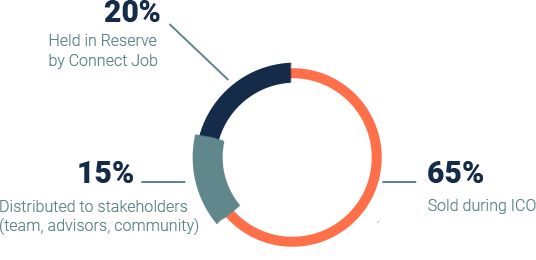 20%
Held in Reserve
by Connect Job
15%
Distributed to stakeholders
(team, advisors, community)
65%
Sold during ICO